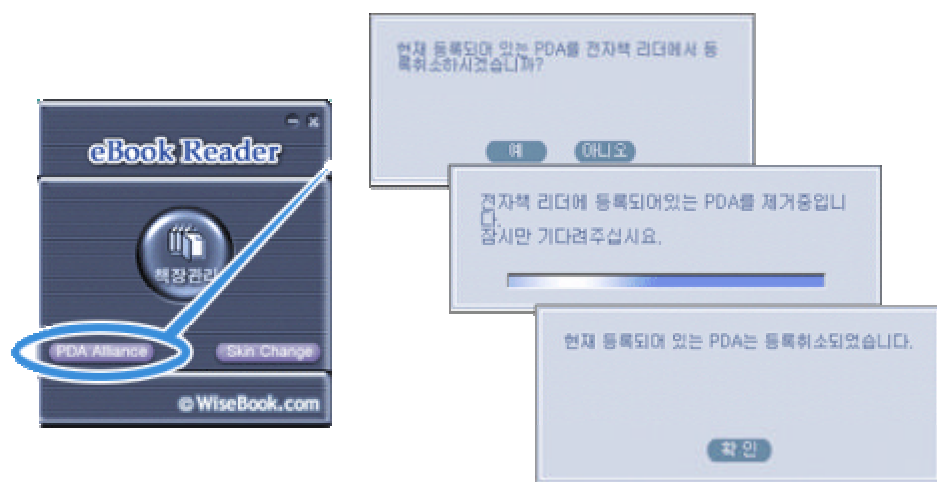 eBook Reader
책장관리
PDA Alliance
Skin Change
© WiseBook.com
현재 등록되어 있는 PDA를 전자책 리더에서 등
록취소하시겠습니까?
예
아니오
전자책 리더에 등록되어있는 PDA를 제거중입니
다.
잠시만 기다려주십시요.
현재 등록되어 있는 PDA는 등록취소되었습니다.
확인